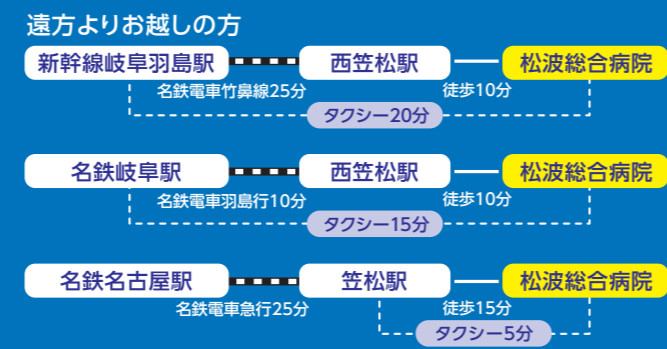 遠方よりお越しの方
新幹線岐阜羽島駅 西笠松駅 松波総合病院
名鉄電車竹鼻線25分 徒歩10分
タクシー20分
名鉄岐阜駅 西笠松駅 松波総合病院
名鉄電車羽島行10分 徒歩10分
タクシー15分
名鉄名古屋駅 笠松駅 松波総合病院
名鉄電車急行25分 徒歩15分
タクシー5分